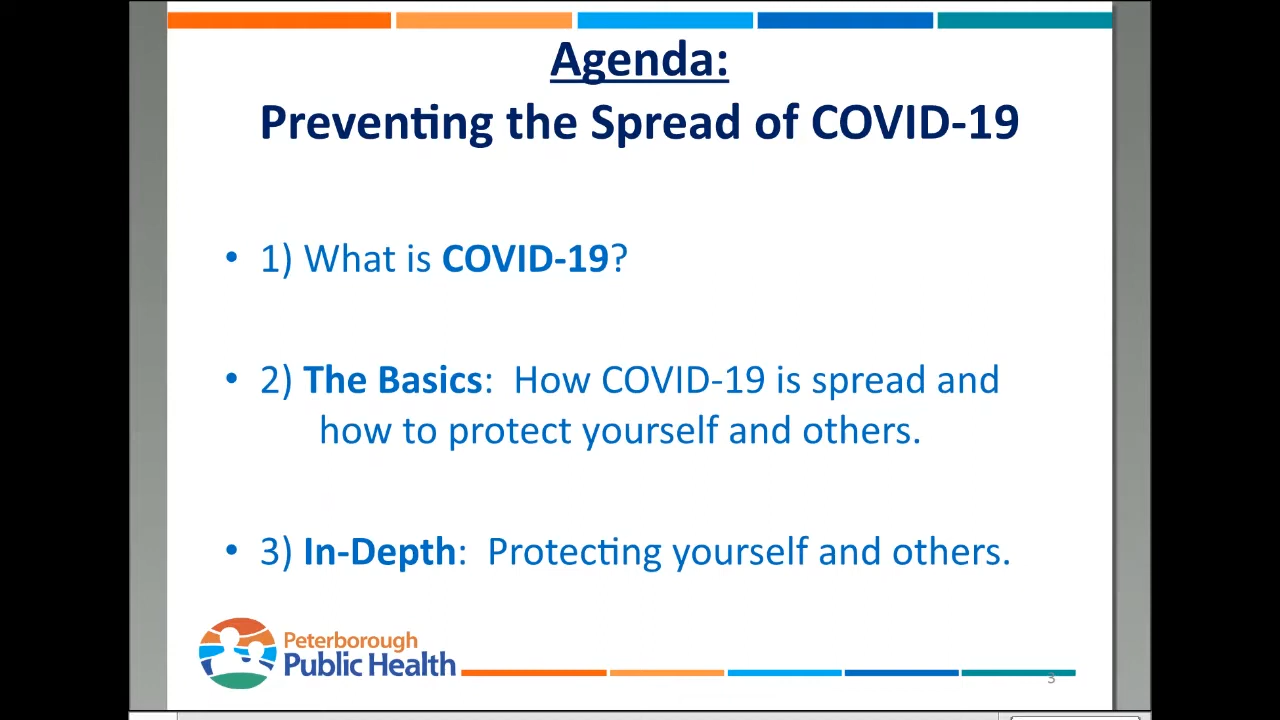 Agenda:
Preventing the Spread of COVID-19
• 1) What is COVID-19?
• 2) The Basics: How COVID-19 is spread and
how to protect yourself and others.
• 3) In-Depth: Protecting yourself and others.
Peterborough
Public Health
3